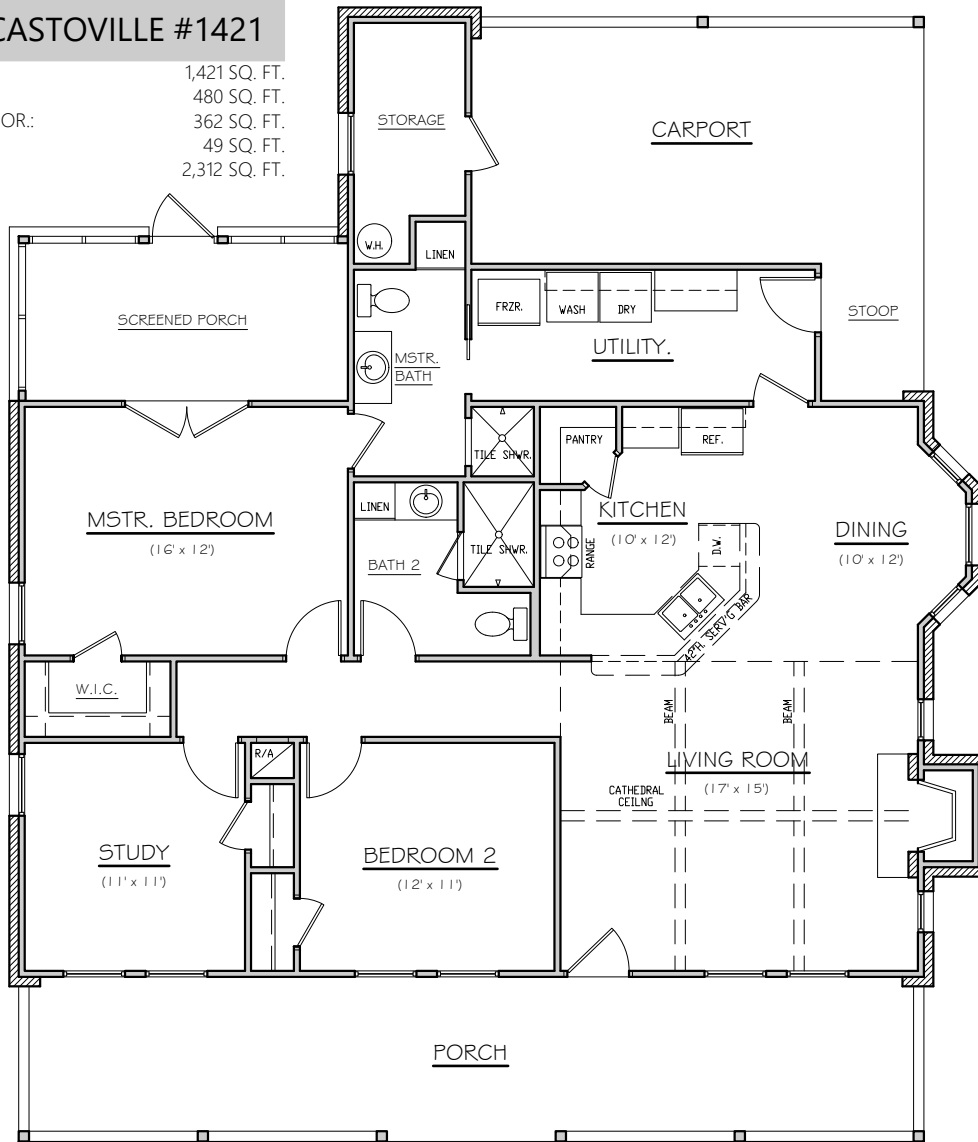 CASTOVILLE #1421
1,421 SQ. FT.
480 SQ. FT.
OR.: 362 SQ. FT.
49 SQ. FT.
2,312 SQ. FT.
STORAGE
CARPORT
W.H.
LINEN
SCREENED PORCH
FRZR.
WASH
DRY
STOOP
UTILITY.
MSTR.
BATH
TILE SHWR.
PANTRY
REF.
MSTR. BEDROOM
(16' x 12')
LINEN
BATH 2
TILE SHWR.
KITCHEN
(10' x 12')
RANGE
D.W.
DINING
(10' x 12')
42"H. SERV'G BAR
W.I.C.
BEAM
BEAM
R/A
LIVING ROOM
(17' x 15')
CATHEDRAL
CEILNG
STUDY
(11' x 11')
BEDROOM 2
(12' x 11')
PORCH